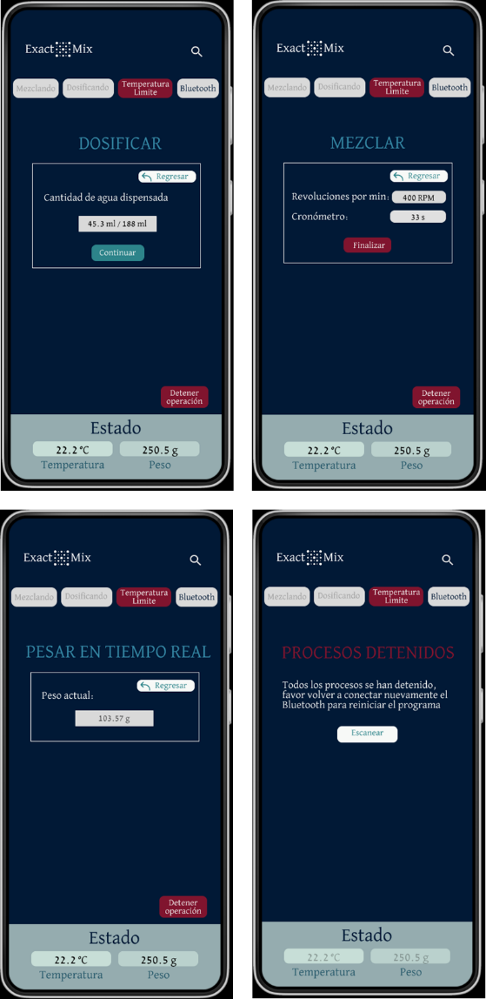 Exact Mix
Mezclando Dosificando Temperatura Limite Bluetooth
DOSIFICAR
Regresar
Cantidad de agua dispensada
45.3 ml / 188 ml
Continuar
Detener operación
Estado
22.2 °C 250.5 g
Temperatura Peso
Exact Mix
Mezclando Dosificando Temperatura Limite Bluetooth
MEZCLAR
Regresar
Revoluciones por min: 400 RPM
Cronómetro: 33 s
Finalizar
Detener operación
Estado
22.2 °C 250.5 g
Temperatura Peso
Exact Mix
Mezclando Dosificando Temperatura Limite Bluetooth
PESAR EN TIEMPO REAL
Regresar
Peso actual:
103.57 g
Detener operación
Estado
22.2 °C 250.5 g
Temperatura Peso
Exact Mix
Mezclando Dosificando Temperatura Limite Bluetooth
PROCESOS DETENIDOS
Todos los procesos se han detenido,
favor volver a conectar nuevamente el
Bluetooth para reiniciar el programa
Escanear
Estado
22.2 °C 250.5 g
Temperatura Peso